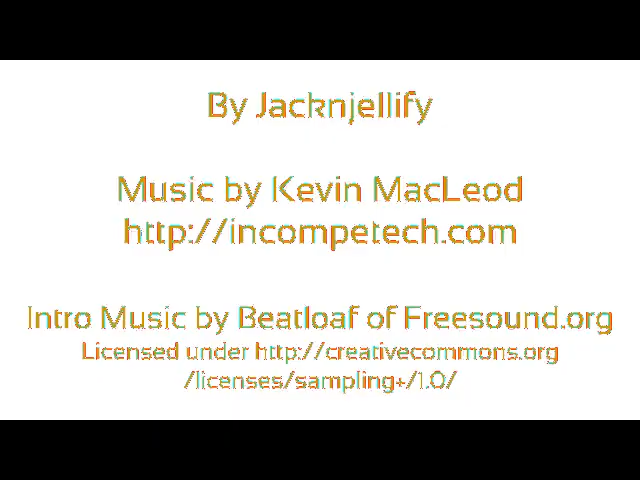 By Jacknjellify
Music by Kevin MacLeod
http://incompetech.com
Intro Music by Beatloaf of Freesound.org
Licensed under http://creativecommons.org
/licenses/sampling+/1.0/